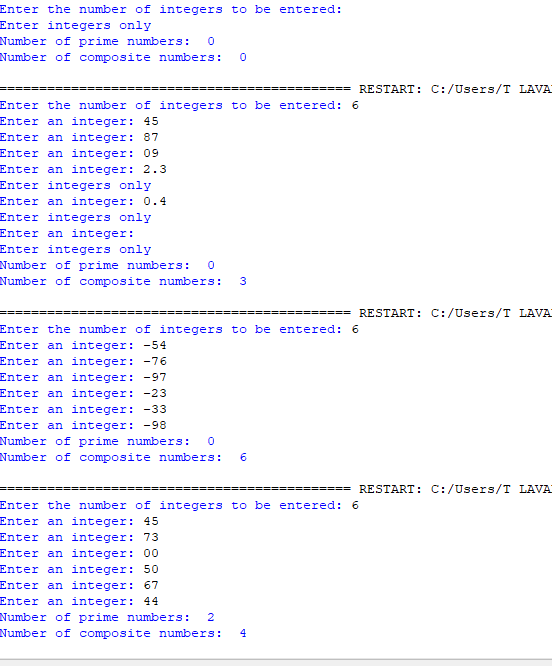 Enter the number of integers to be entered:
Enter integers only
Number of prime numbers:  0
Number of composite numbers:  0
============================================ RESTART: C:/Users/T LAVA
Enter the number of integers to be entered: 6
Enter an integer: 45
Enter an integer: 87
Enter an integer: 09
Enter an integer: 2.3
Enter integers only
Enter an integer: 0.4
Enter integers only
Enter an integer:
Enter integers only
Number of prime numbers:  0
Number of composite numbers:  3
============================================ RESTART: C:/Users/T LAVA
Enter the number of integers to be entered: 6
Enter an integer: -54
Enter an integer: -76
Enter an integer: -97
Enter an integer: -23
Enter an integer: -33
Enter an integer: -98
Number of prime numbers:  0
Number of composite numbers:  6
============================================ RESTART: C:/Users/T LAVA
Enter the number of integers to be entered: 6
Enter an integer: 45
Enter an integer: 73
Enter an integer: 00
Enter an integer: 50
Enter an integer: 67
Enter an integer: 44
Number of prime numbers:  2
Number of composite numbers:  4